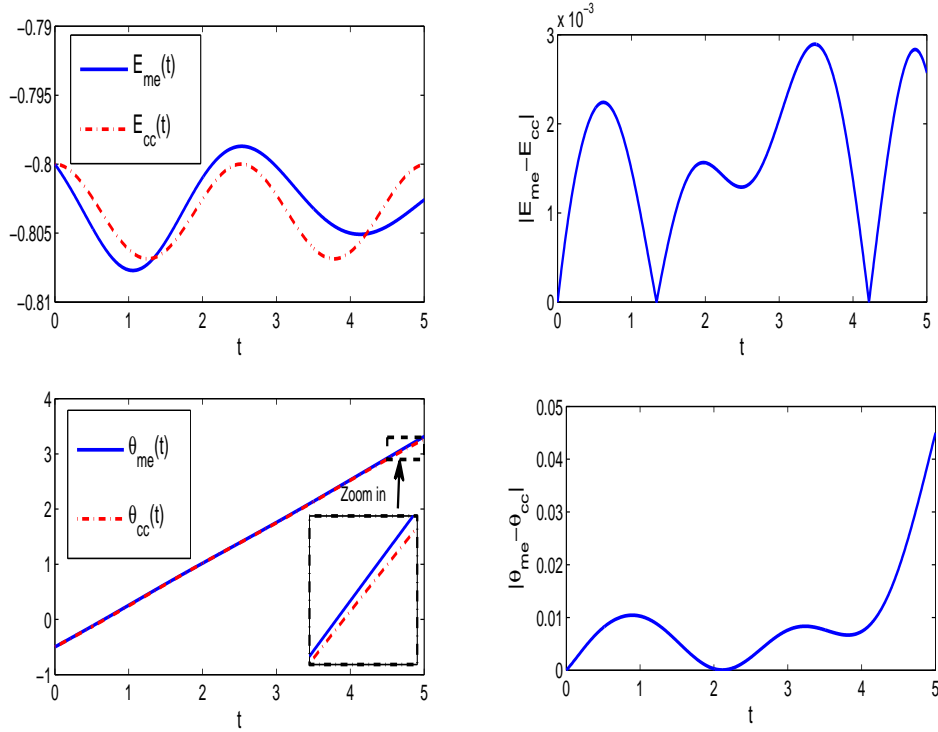 −0.79
−0.795
−0.8
−0.805
−0.81
E_me(t)
E_cc(t)
0 1 2 3 4 5
t
x 10^−3
3
2
1
0
|E_me−E_cc|
0 1 2 3 4 5
t
4
3
2
1
0
−1
θ_me(t)
θ_cc(t)
Zoom in
0 1 2 3 4 5
t
0.05
0.04
0.03
0.02
0.01
0
|θ_me−θ_cc|
0 1 2 3 4 5
t